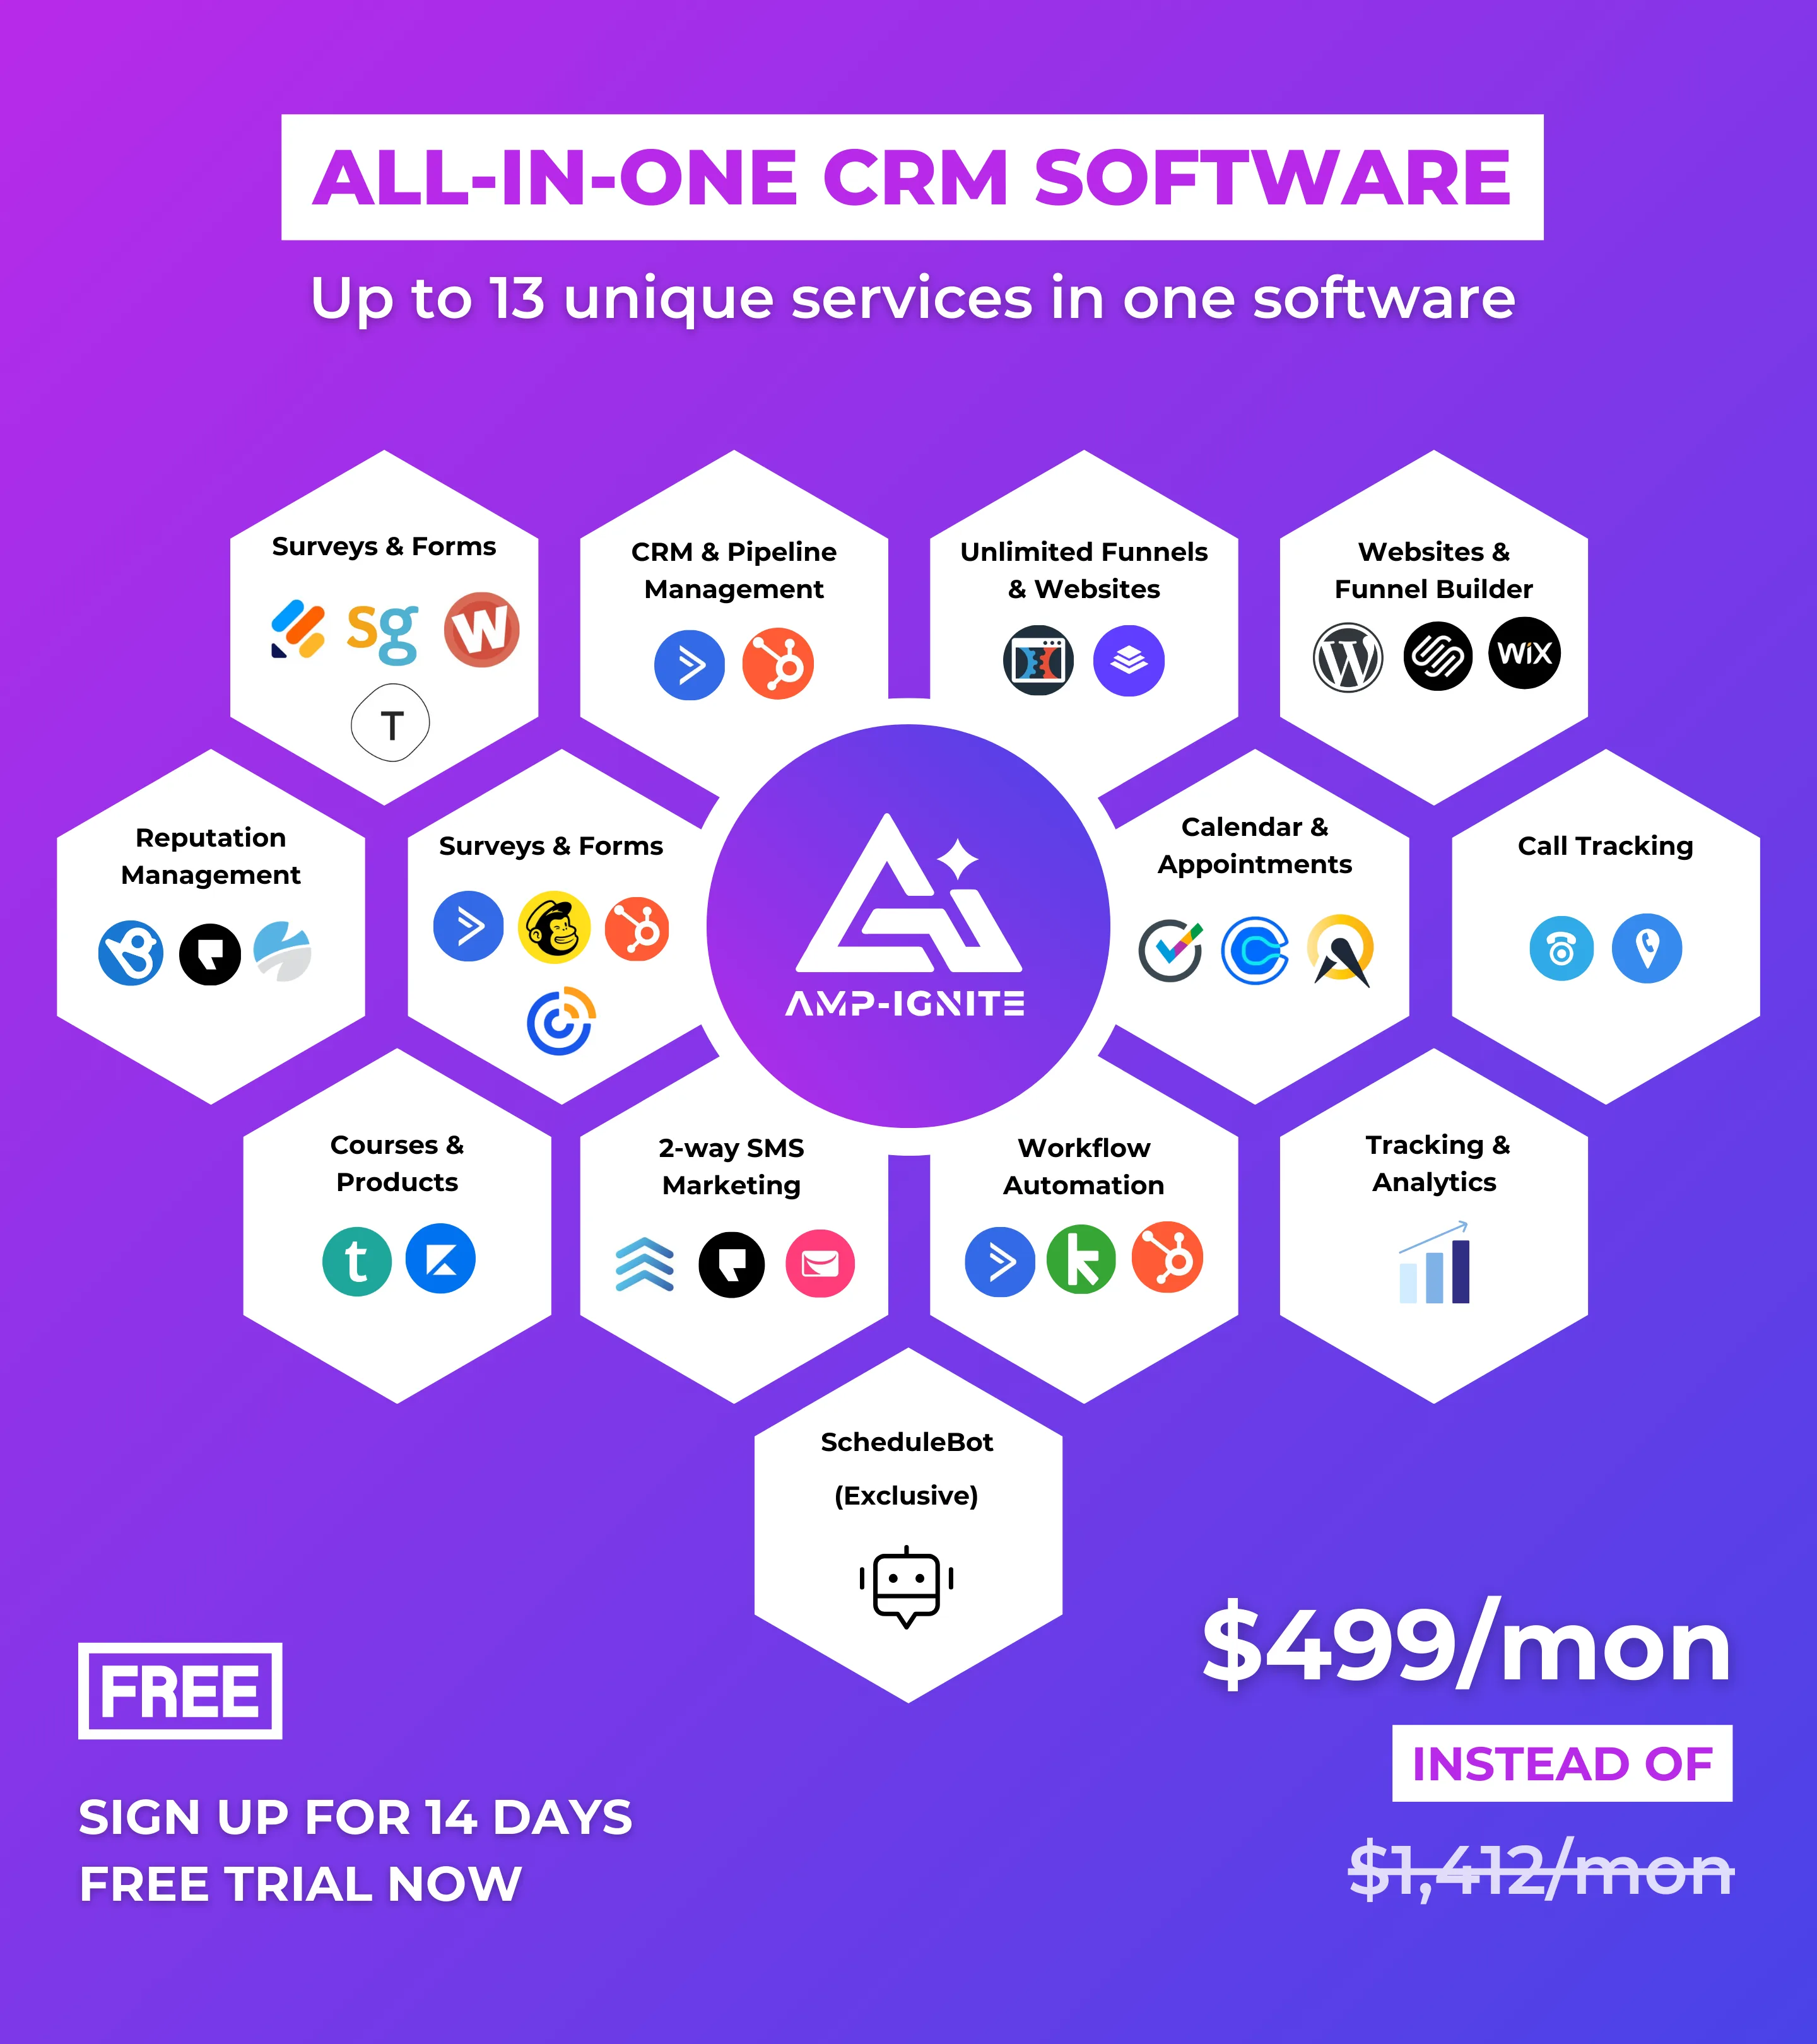 ALL-IN-ONE CRM SOFTWARE
Up to 13 unique services in one software
Surveys & Forms
sg
W
T
CRM & Pipeline
Management
Unlimited Funnels
& Websites
Websites &
Funnel Builder
W
WiX
Reputation
Management
Surveys & Forms
AMP-IGNITE
Calendar &
Appointments
Call Tracking
Courses &
Products
t
2-way SMS
Marketing
Workflow
Automation
k
Tracking &
Analytics
ScheduleBot
(Exclusive)
$499/mon
INSTEAD OF
$1,412/mon
FREE
SIGN UP FOR 14 DAYS
FREE TRIAL NOW